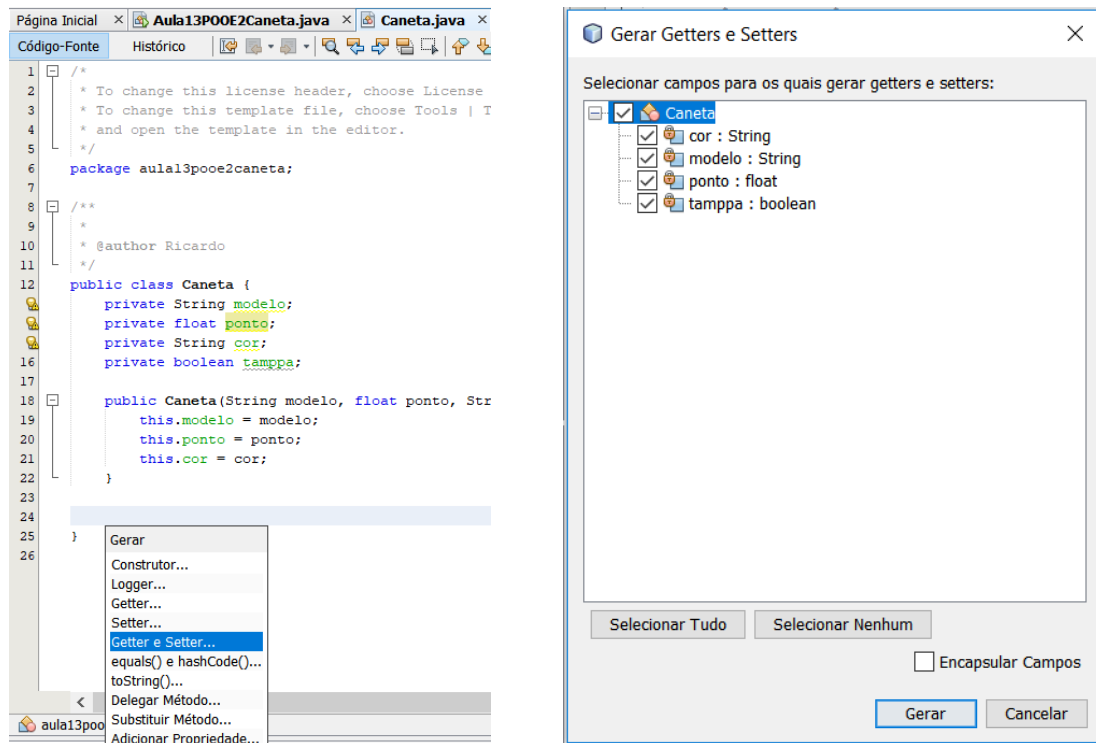 Página Inicial × Aula13POOE2Caneta.java × Caneta.java ×
Código-Fonte Histórico
1 /*
2 * To change this license header, choose License
3 * To change this template file, choose Tools | T
4 * and open the template in the editor.
5 */
6 package aula13pooe2caneta;
7
8 /**
9 *
10 * @author Ricardo
11 */
12 public class Caneta {
private String modelo;
private float ponto;
private String cor;
16 private boolean tamppa;
17
18 public Caneta(String modelo, float ponto, Str
19 this.modelo = modelo;
20 this.ponto = ponto;
21 this.cor = cor;
22 }
23
24
25 }
26
Gerar
Construtor...
Logger...
Getter...
Setter...
Getter e Setter...
equals() e hashCode()...
toString()...
Delegar Método...
Substituir Método...
Adicionar Propriedade...
aula13poo
Gerar Getters e Setters
Selecionar campos para os quais gerar getters e setters:
Caneta
cor : String
modelo : String
ponto : float
tamppa : boolean
Selecionar Tudo Selecionar Nenhum
Encapsular Campos
Gerar Cancelar